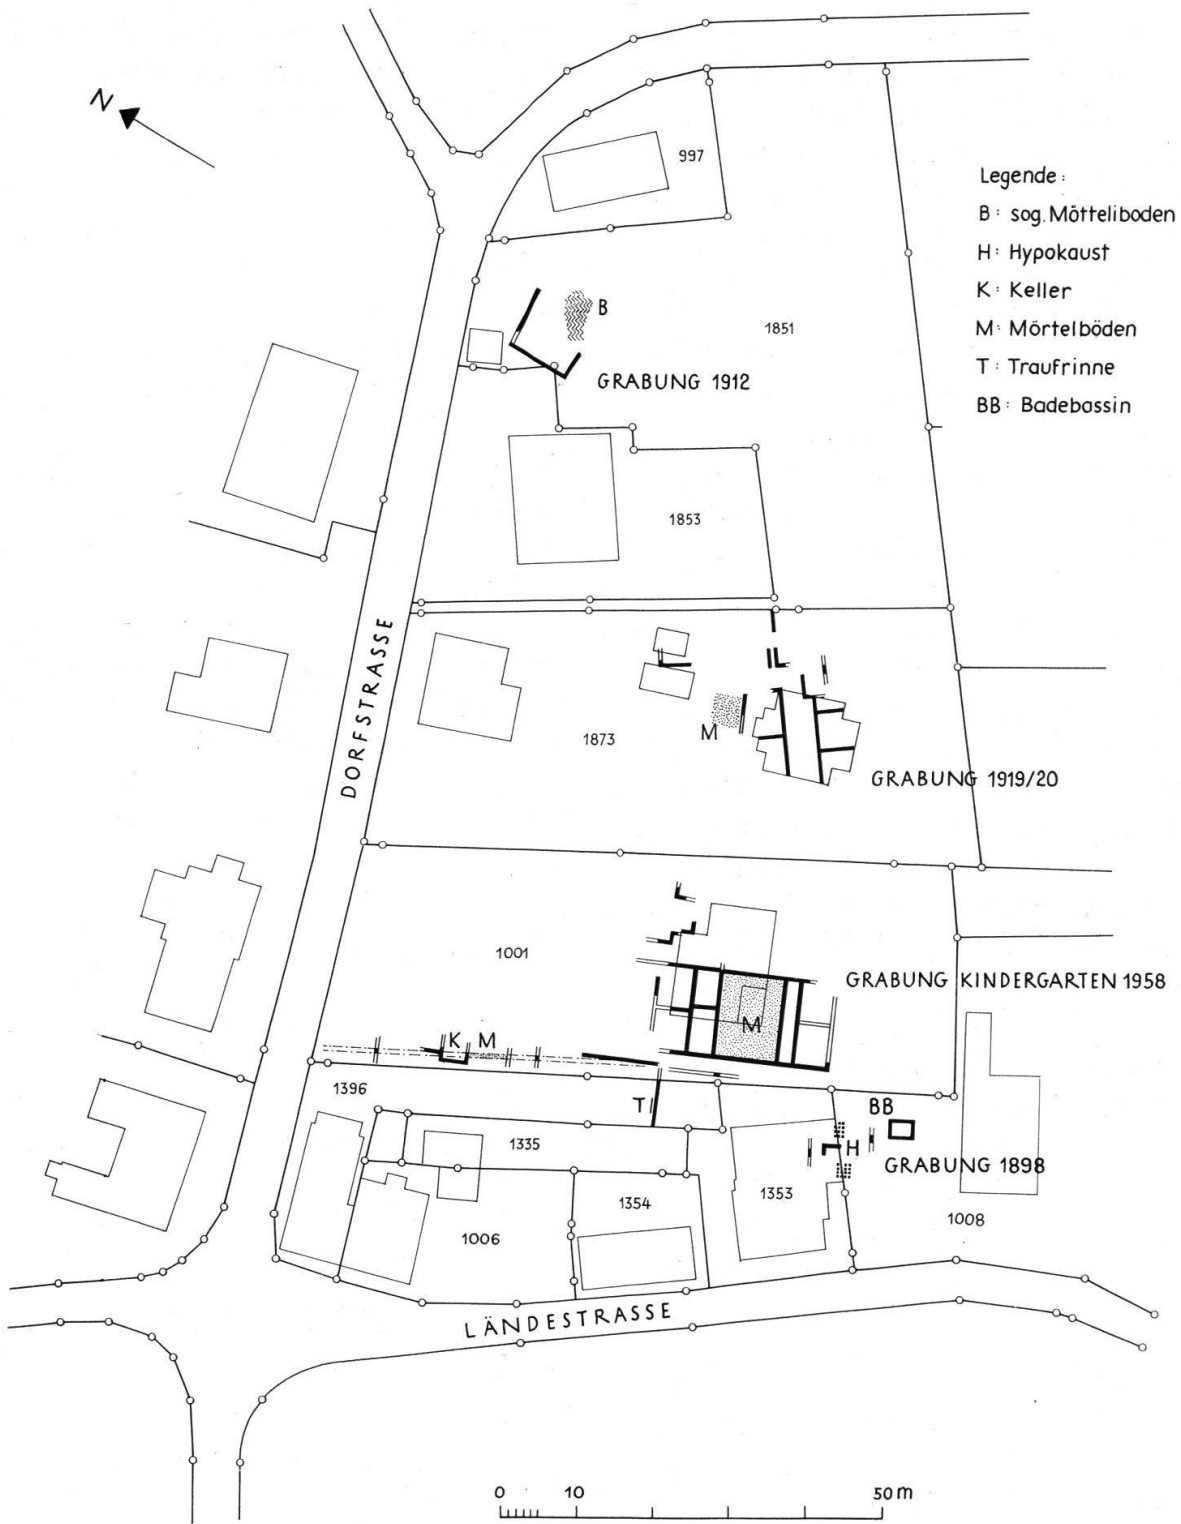 N
997
Legende:
B: sog. Mötteliboden
H: Hypokaust
K: Keller
M: Mörtelböden
T: Traufrinne
BB: Badebassin
B
1851
GRABUNG 1912
1853
DORFSTRASSE
M
1873
GRABUNG 1919/20
1001
GRABUNG KINDERGARTEN 1958
M
K M
1396
T
BB
1335
H
GRABUNG 1898
1354
1353
1006
1008
LÄNDESTRASSE
0 10 50 m